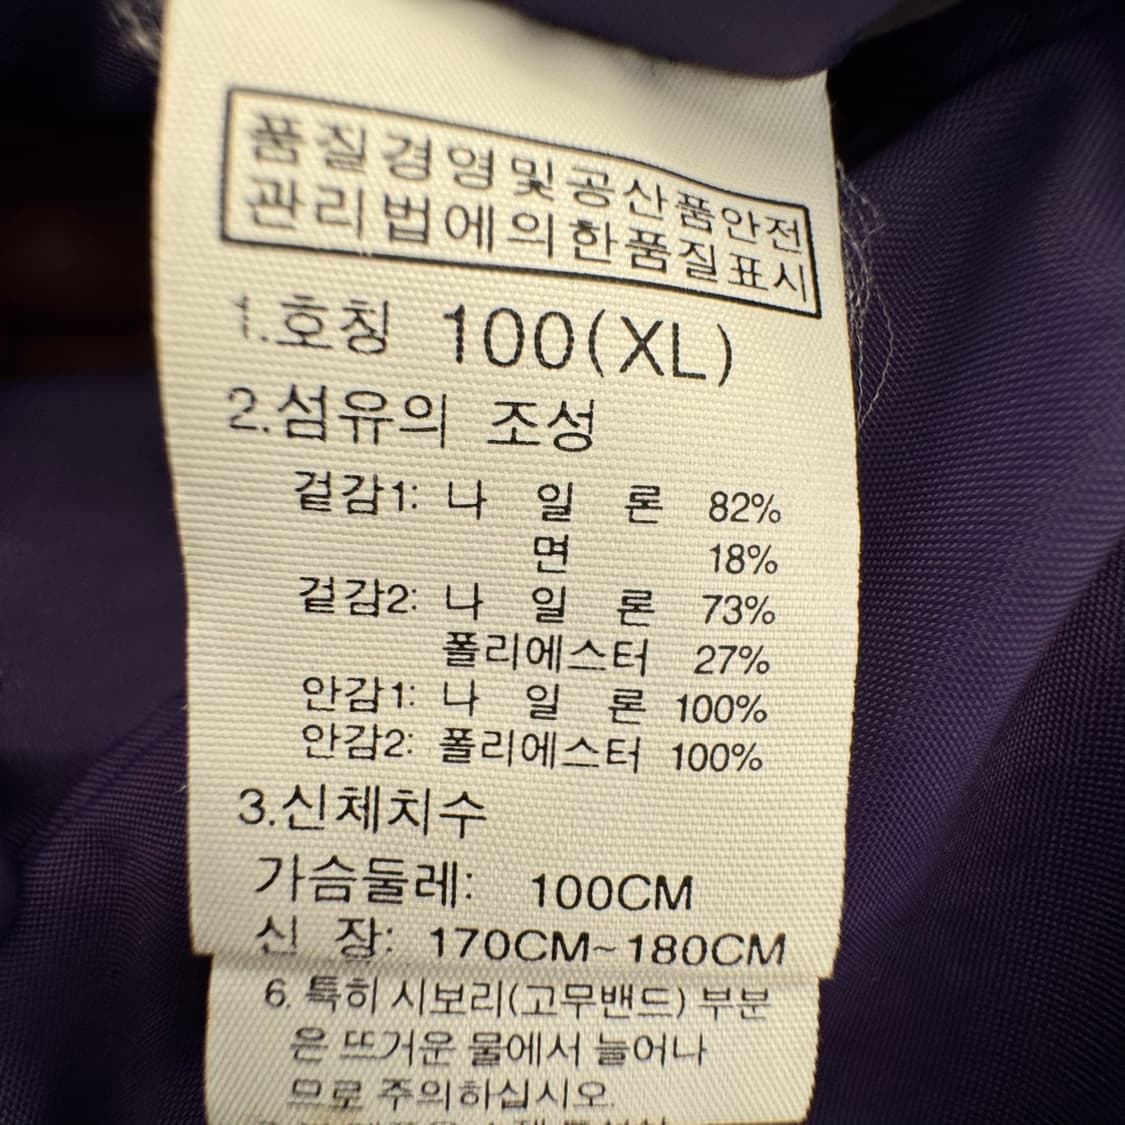 품질경영및공산품안전
관리법에의한품질표시
1.호칭 100(XL)
2.섬유의 조성
겉감1: 나 일 론 82%
면 18%
겉감2: 나 일 론 73%
폴리에스터 27%
안감1: 나 일 론 100%
안감2: 폴리에스터 100%
3.신체치수
가슴둘레: 100CM
신 장: 170CM~180CM
6. 특히 시보리(고무밴드) 부분
은 뜨거운 물에서 늘어나
므로 주의하십시오.